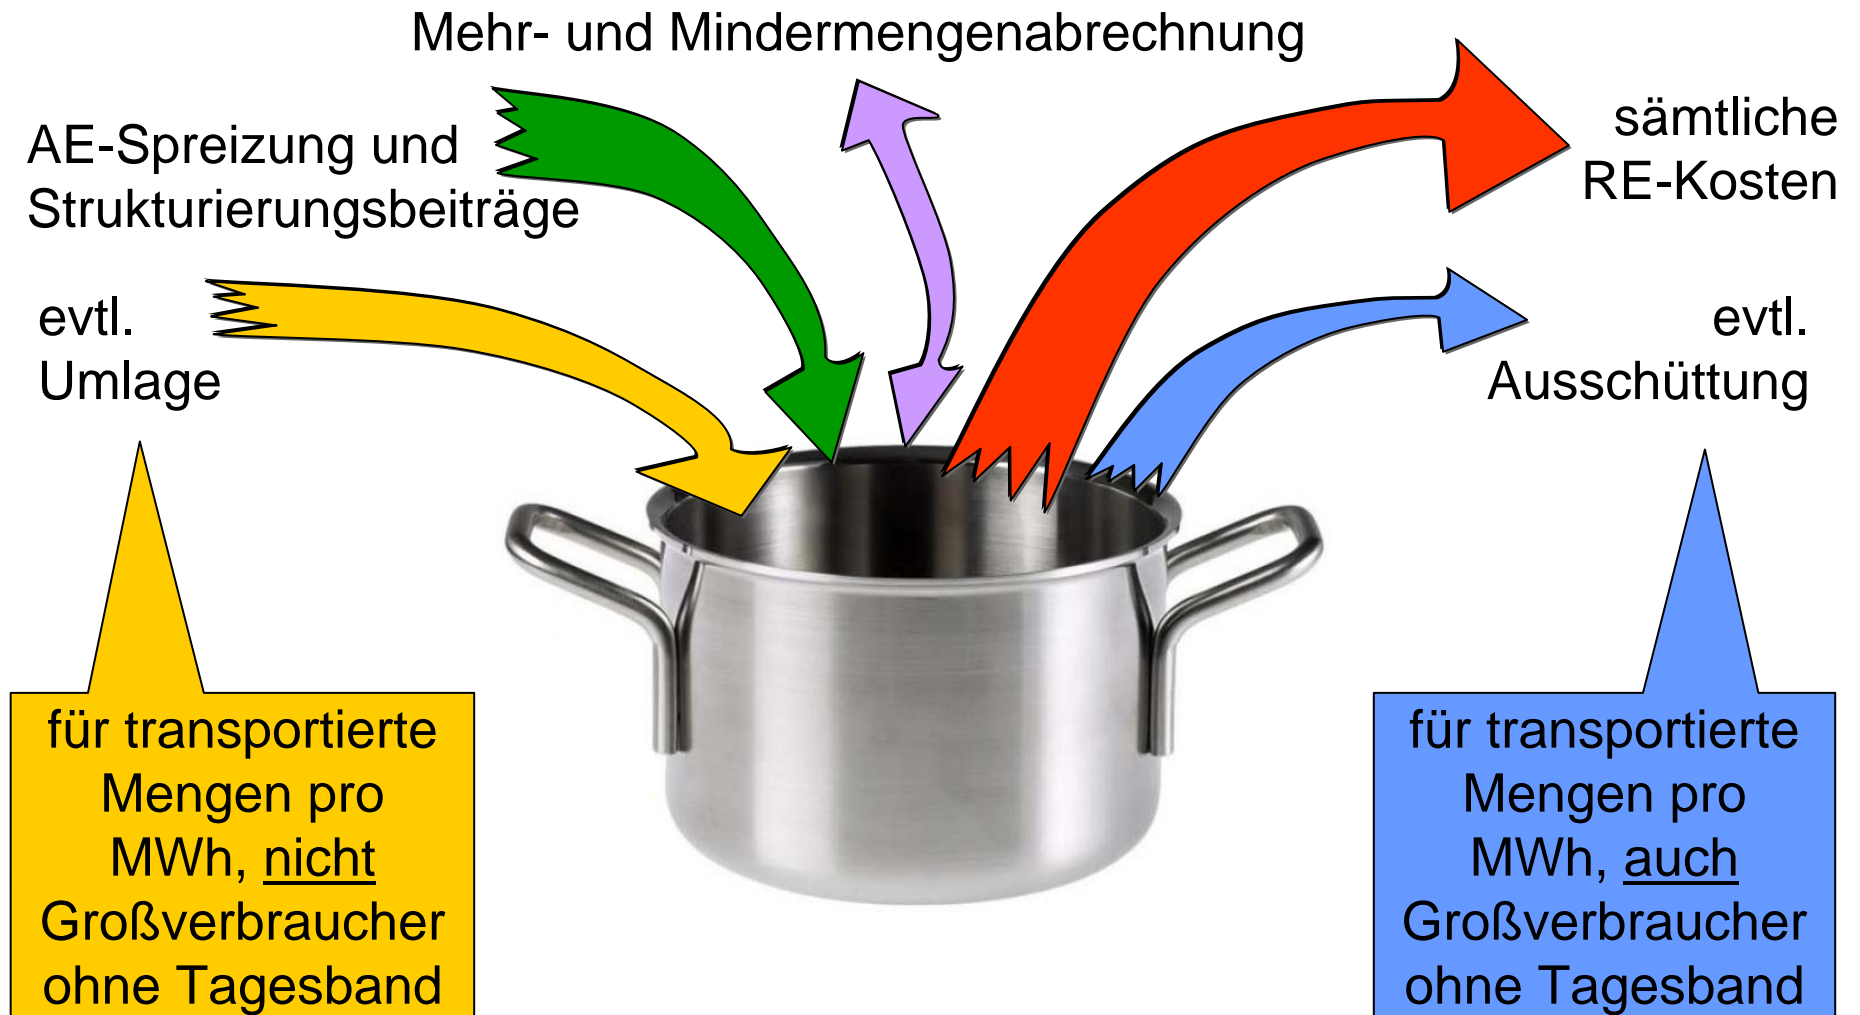 Mehr- und Mindermengenabrechnung
AE-Spreizung und
Strukturierungsbeiträge
evtl.
Umlage
sämtliche
RE-Kosten
evtl.
Ausschüttung
für transportierte
Mengen pro
MWh, nicht
Großverbraucher
ohne Tagesband
für transportierte
Mengen pro
MWh, auch
Großverbraucher
ohne Tagesband